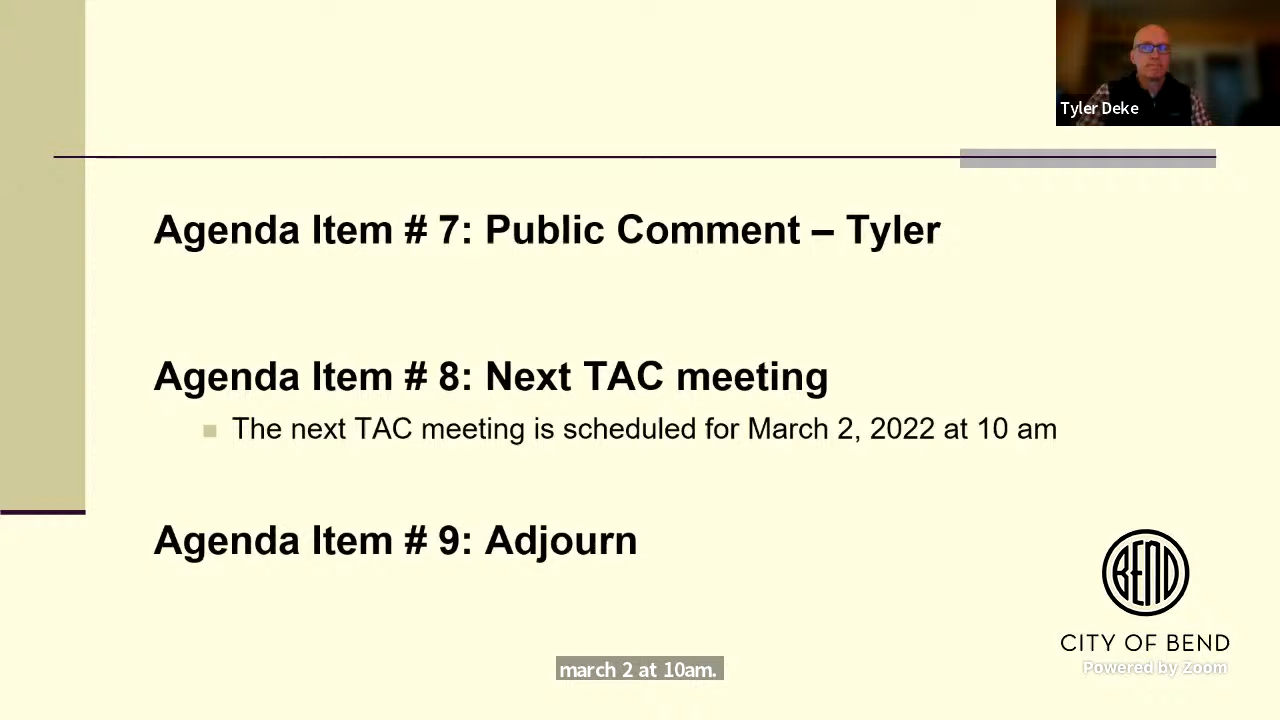 Tyler Deke
Agenda Item # 7: Public Comment – Tyler
Agenda Item # 8: Next TAC meeting
The next TAC meeting is scheduled for March 2, 2022 at 10 am
Agenda Item # 9: Adjourn
BEND
CITY OF BEND
Powered by Zoom
march 2 at 10am.